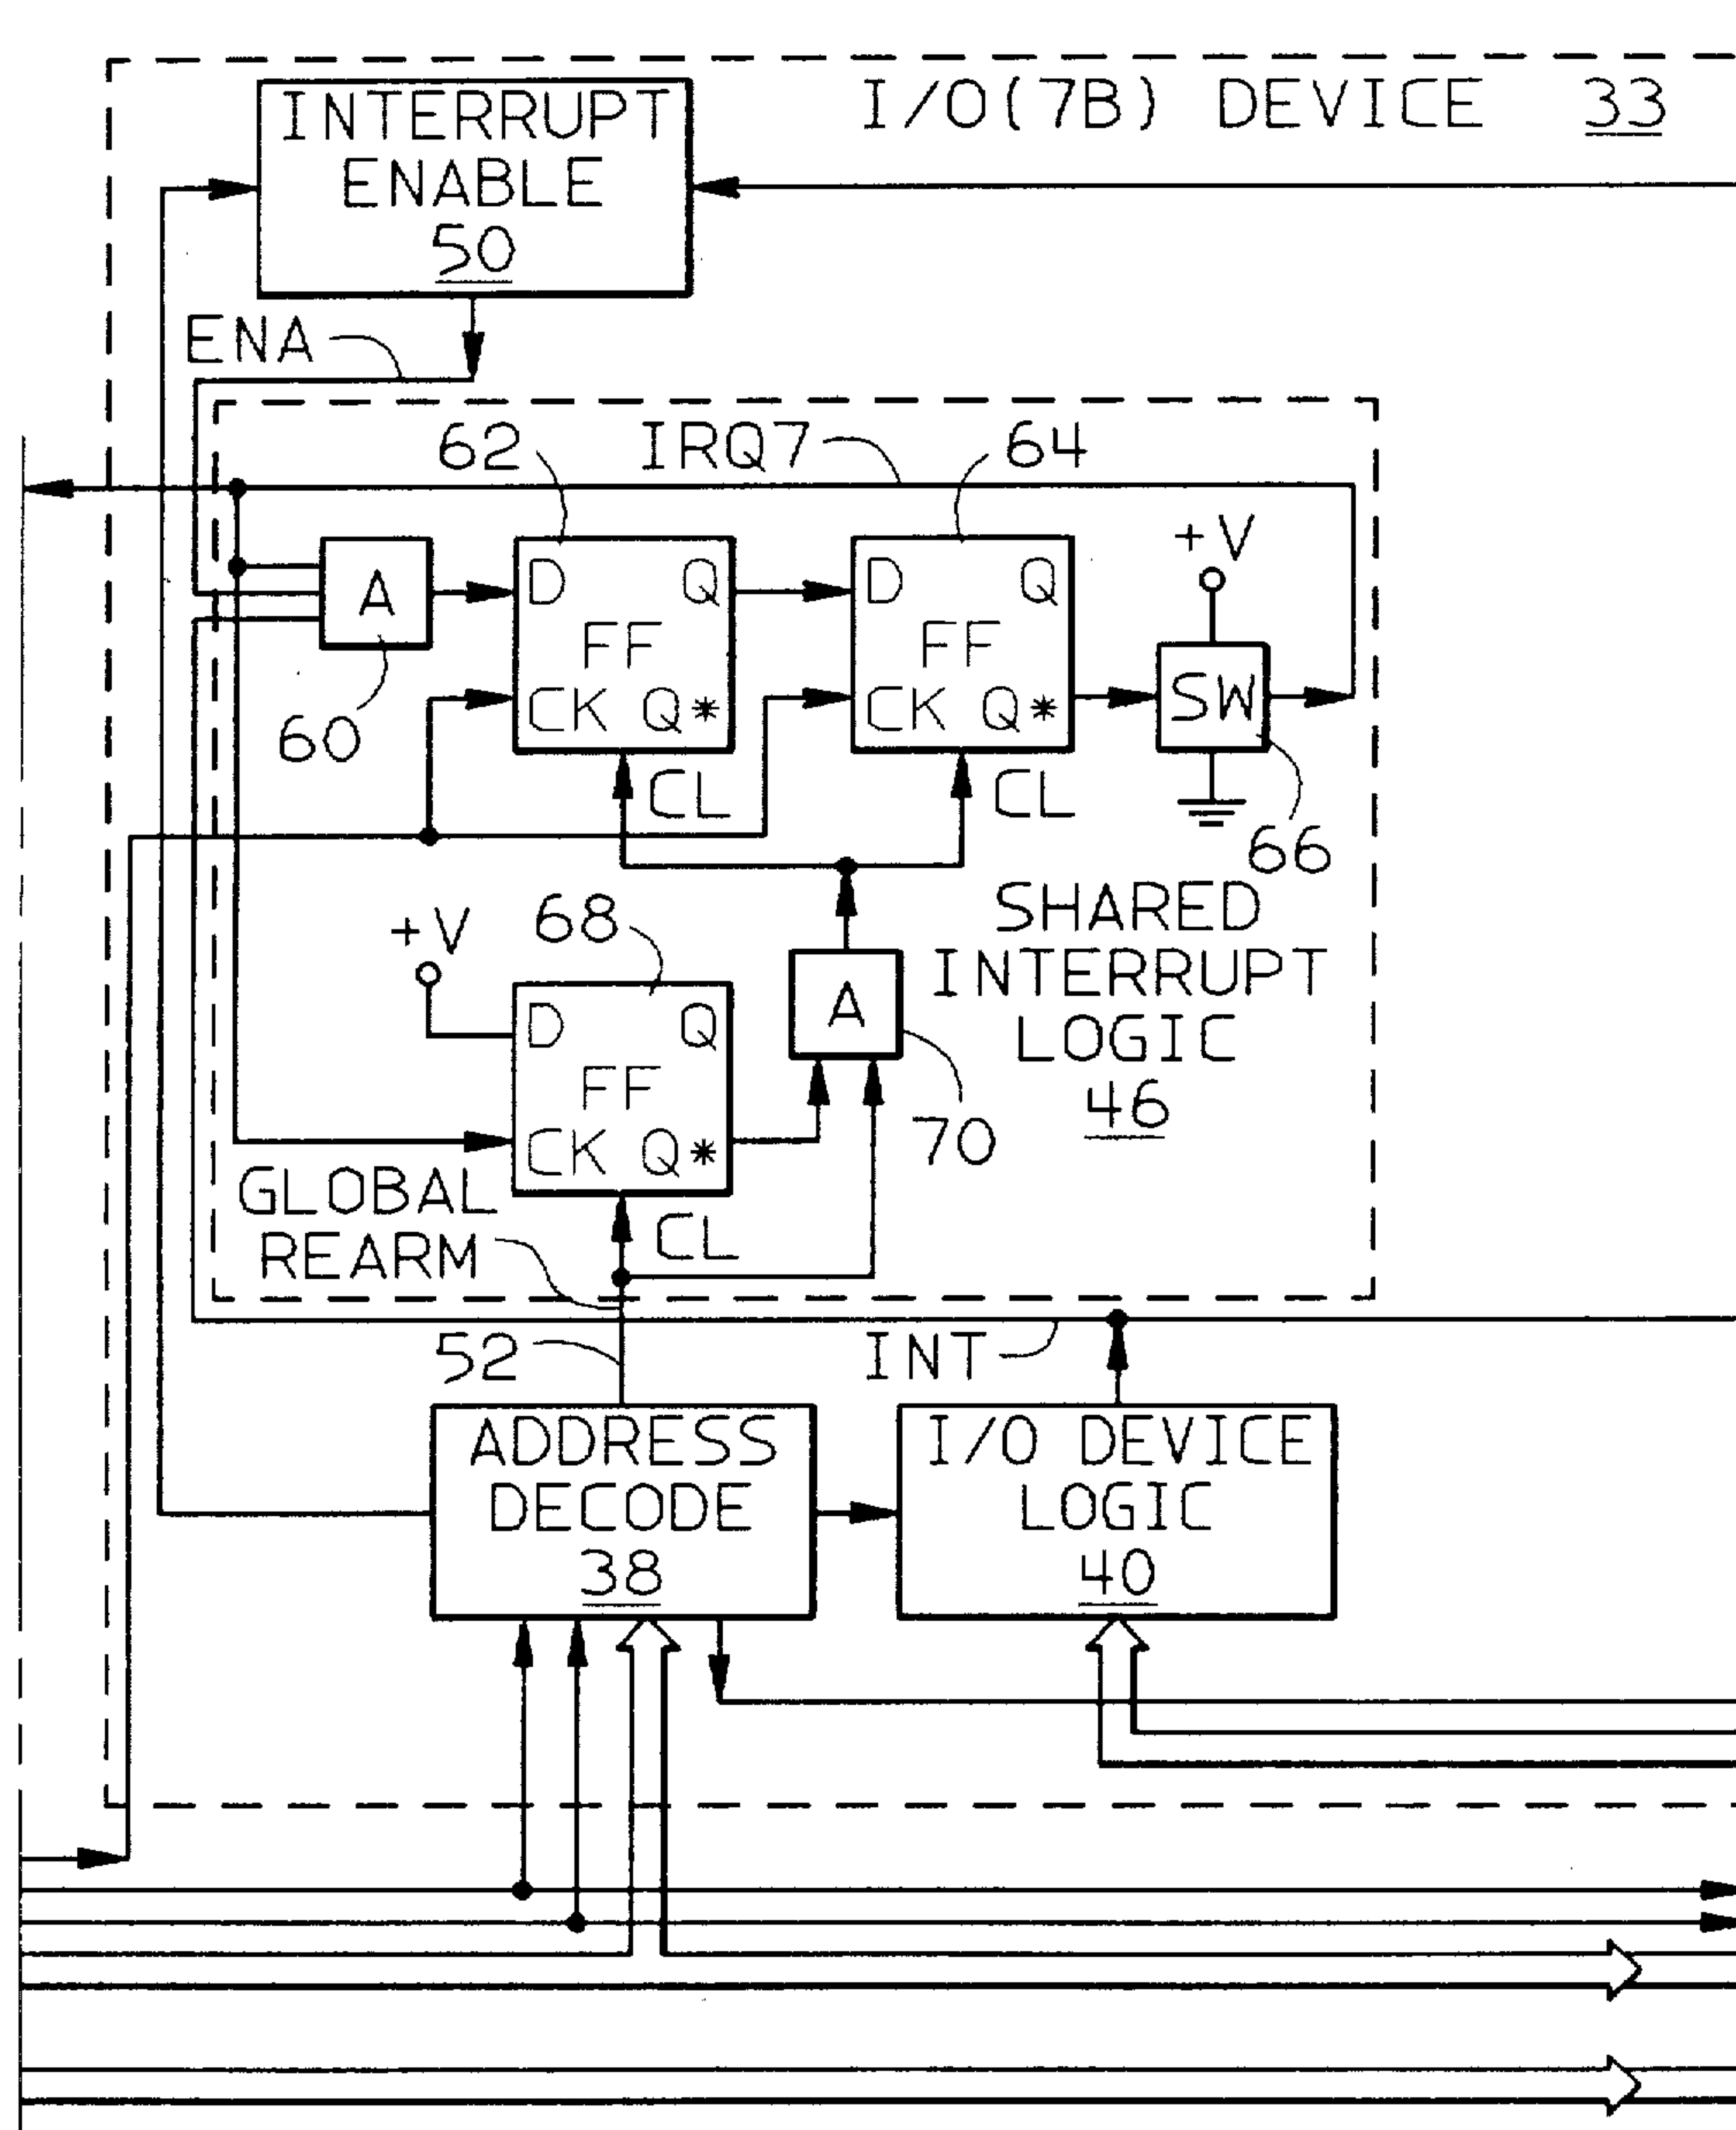 I/O(7B) DEVICE 33
INTERRUPT
ENABLE
50
ENA
62
IRQ7
64
+V
A
D Q
FF
CK Q*
D Q
FF
CK Q*
SW
60
CL
CL
66
+V
68
SHARED
INTERRUPT
LOGIC
46
A
D Q
FF
CK Q*
70
GLOBAL
REARM
CL
52
INT
ADDRESS
DECODE
38
I/O DEVICE
LOGIC
40